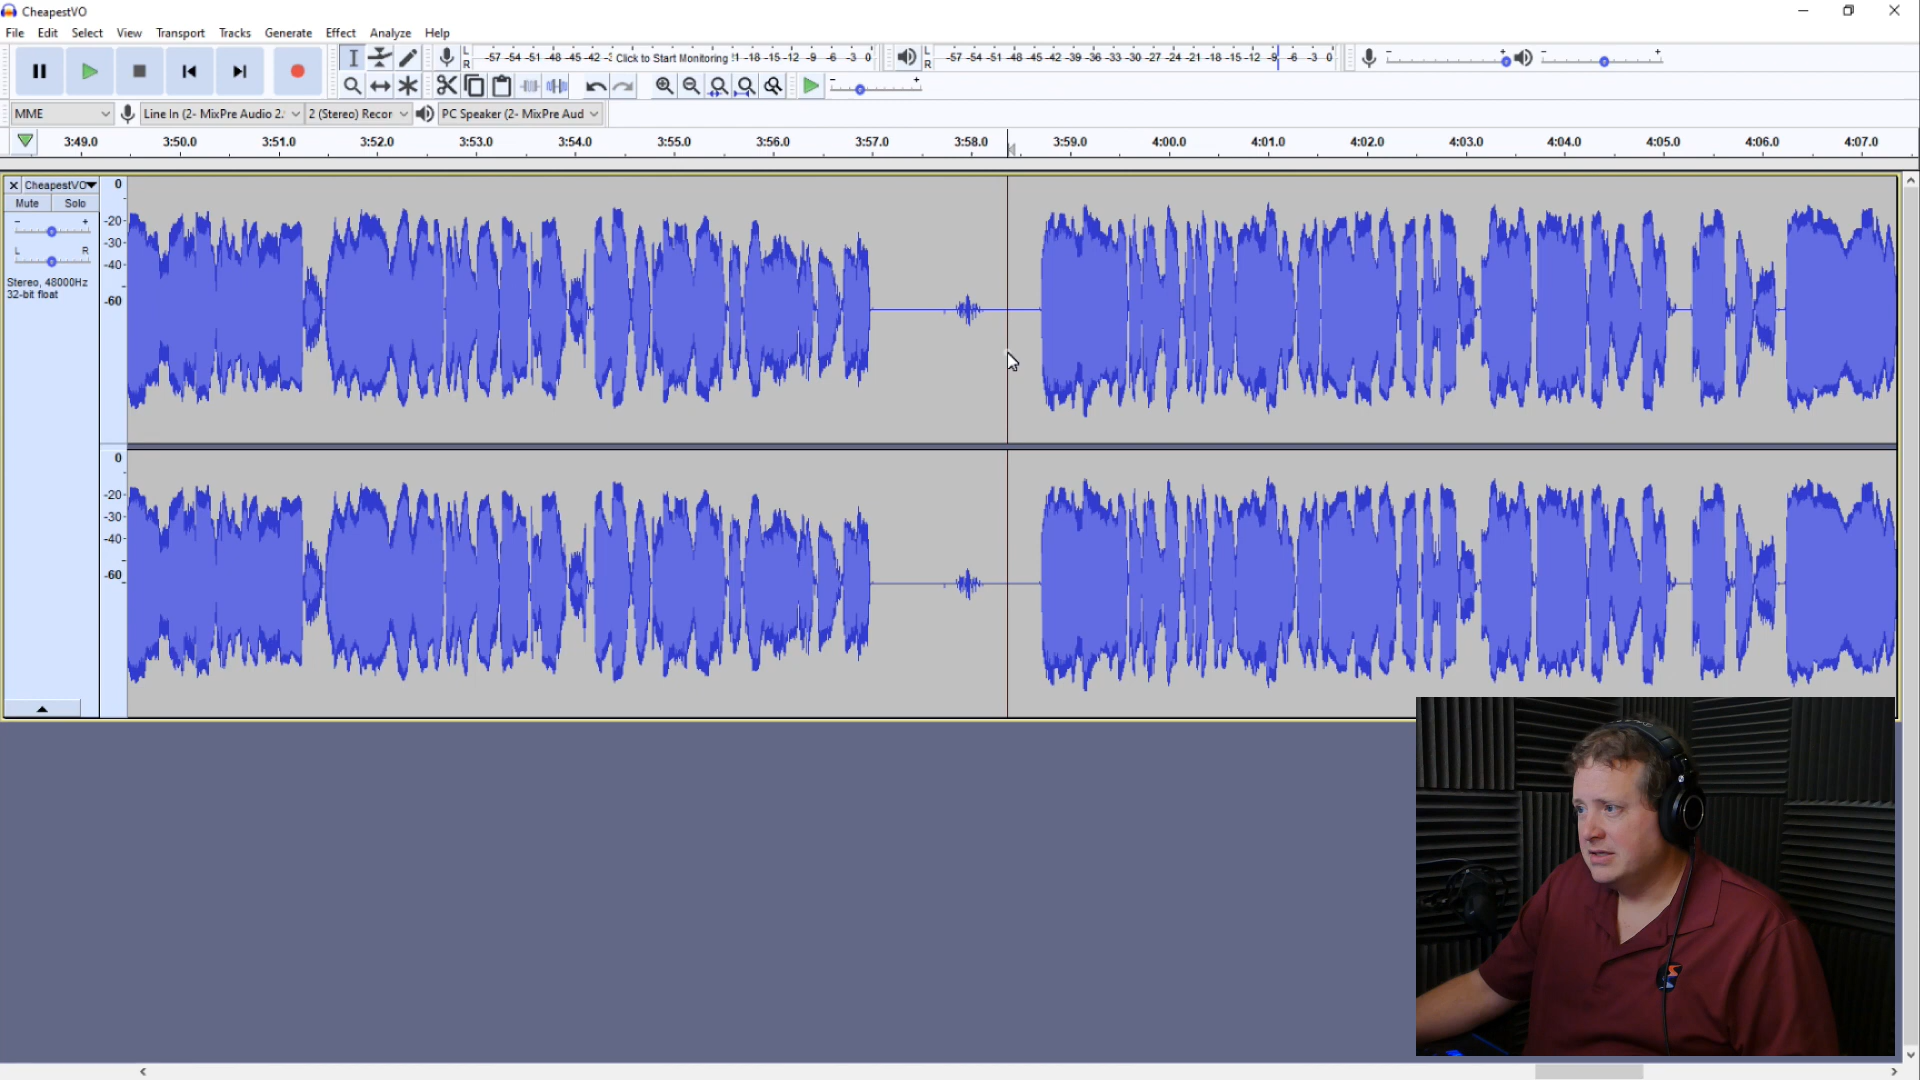 CheapestVO
File Edit Select View Transport Tracks Generate Effect Analyze Help
L
R
-57 -54 -51 -48 -45 -42 Click to Start Monitoring -18 -15 -12 -9 -6 -3 0
L
R
-57 -54 -51 -48 -45 -42 -39 -36 -33 -30 -27 -24 -21 -18 -15 -12 -9 -6 -3 0
- +
- +
- +
MME
Line In (2- MixPre Audio 2.
2 (Stereo) Recor
PC Speaker (2- MixPre Aud
3:49.0 3:50.0 3:51.0 3:52.0 3:53.0 3:54.0 3:55.0 3:56.0 3:57.0 3:58.0 3:59.0 4:00.0 4:01.0 4:02.0 4:03.0 4:04.0 4:05.0 4:06.0 4:07.0
CheapestVO
Mute Solo
- +
L R
Stereo, 48000Hz
32-bit float
0
-20
-30
-40
-60
0
-20
-30
-40
-60